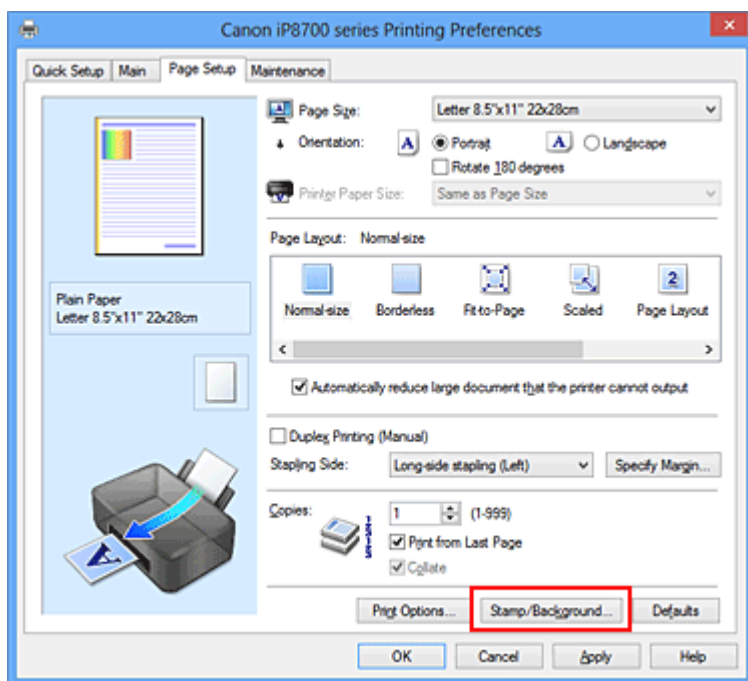 Canon iP8700 series Printing Preferences
Quick Setup Main Page Setup Maintenance
Page Size: Letter 8.5"x11" 22x28cm
Orientation: A Portrait A Landscape
Rotate 180 degrees
Printer Paper Size: Same as Page Size
Page Layout: Normal-size
2
Normal-size Borderless Fit-to-Page Scaled Page Layout
Plain Paper
Letter 8.5"x11" 22x28cm
Automatically reduce large document that the printer cannot output
Duplex Printing (Manual)
Stapling Side: Long-side stapling (Left) Specify Margin...
Copies: 1 (1-999)
Print from Last Page
Collate
A
Print Options... Stamp/Background... Defaults
OK Cancel Apply Help